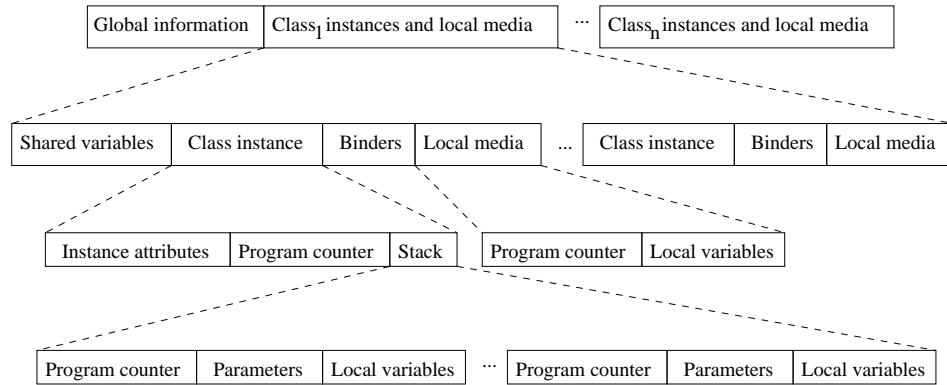 Global information Class1 instances and local media ... Classn instances and local media
Shared variables Class instance Binders Local media ... Class instance Binders Local media
Instance attributes Program counter Stack Program counter Local variables
Program counter Parameters Local variables ... Program counter Parameters Local variables